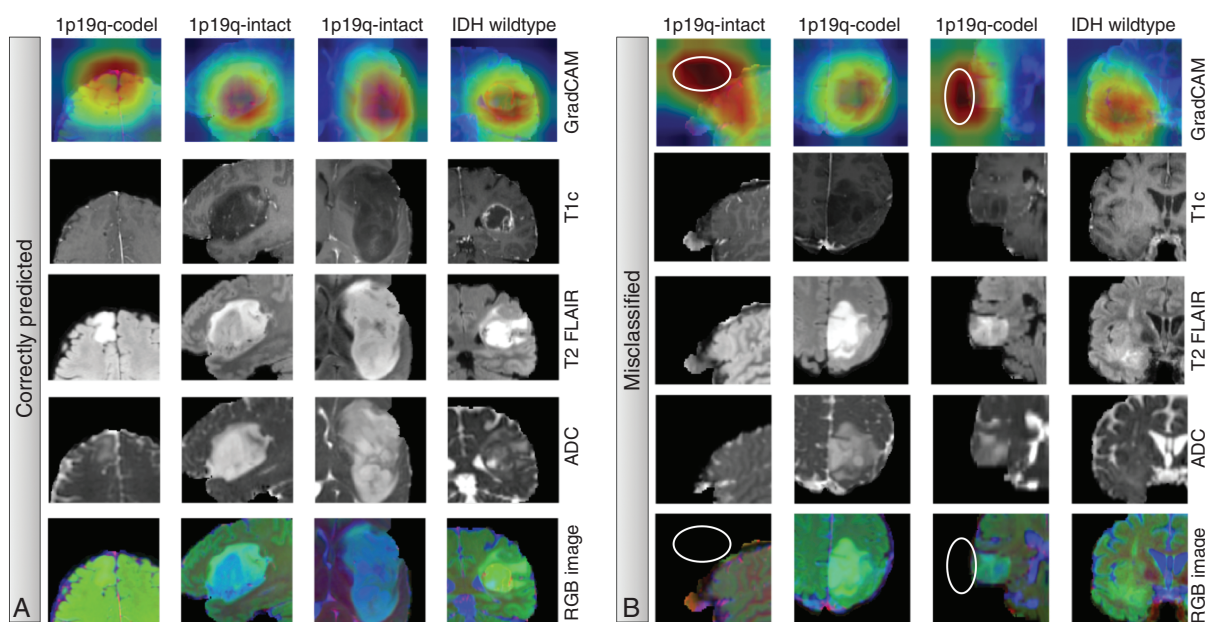 1p19q-codel 1p19q-intact 1p19q-intact IDH wildtype
Correctly predicted
GradCAM
T1c
T2 FLAIR
ADC
RGB image
A
1p19q-intact 1p19q-codel 1p19q-codel IDH wildtype
Misclassified
GradCAM
T1c
T2 FLAIR
ADC
RGB image
B